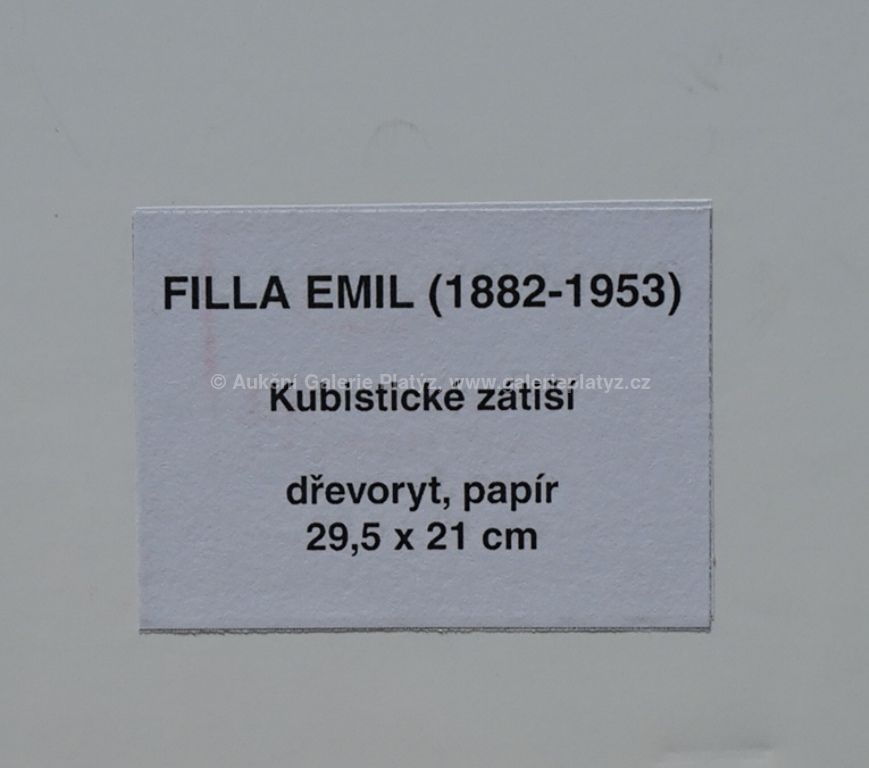 FILLA EMIL (1882-1953)
© Aukční Galerie Platýz, www.galerieplatyz.cz
Kubistické zátiší
dřevoryt, papír
29,5 x 21 cm